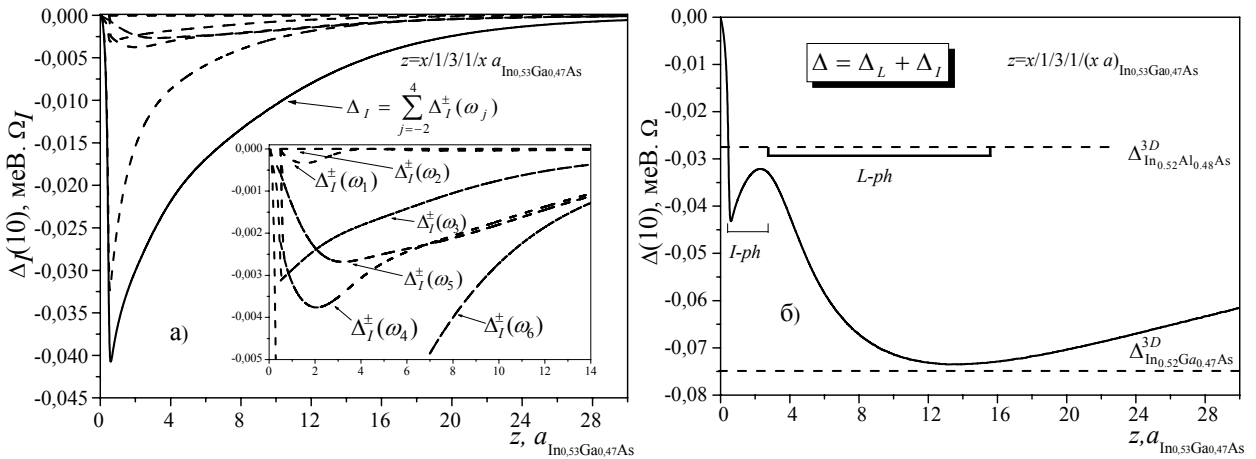 0,000
-0,005
-0,010
-0,015
-0,020
-0,025
-0,030
-0,035
-0,040
-0,045
Δ_I(10), меВ. Ω_I
z=x/1/3/1/x a_In0,53Ga0,47As
Δ_I = ∑_{j=-2}^{4} Δ_I^±(ω_j)
0,000
-0,001
-0,002
-0,003
-0,004
-0,005
Δ_I^±(ω_1)
Δ_I^±(ω_2)
Δ_I^±(ω_3)
Δ_I^±(ω_5)
Δ_I^±(ω_4)
Δ_I^±(ω_6)
0 2 4 6 8 10 12 14
а)
0 4 8 12 16 20 24 28
z, a_In0,53Ga0,47As
0,00
-0,01
-0,02
-0,03
-0,04
-0,05
-0,06
-0,07
-0,08
Δ(10), меВ. Ω
Δ = Δ_L + Δ_I
z=x/1/3/1/(x a)_In0,53Ga0,47As
Δ^3D_In0.52Al0.48As
L-ph
I-ph
б)
Δ^3D_In0.52Ga0.47As
0 4 8 12 16 20 24 28
z, a_In0,53Ga0,47As